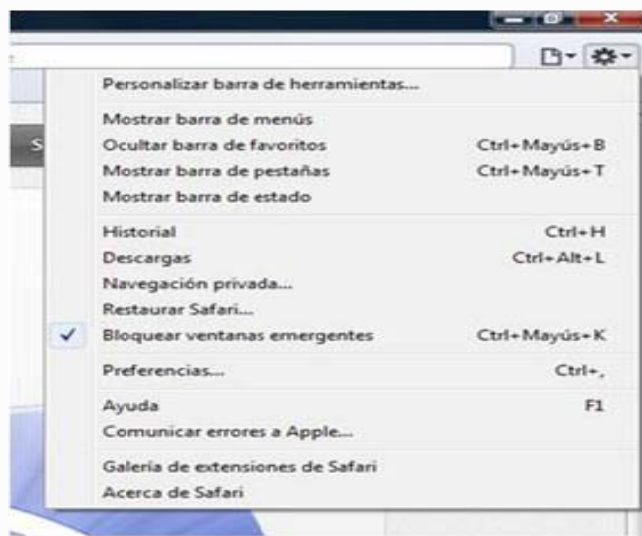 Personalizar barra de herramientas...
Mostrar barra de menús
Ocultar barra de favoritos Ctrl+Mayús+B
Mostrar barra de pestañas Ctrl+Mayús+T
Mostrar barra de estado
Historial Ctrl+H
Descargas Ctrl+Alt+L
Navegación privada...
Restaurar Safari...
Bloquear ventanas emergentes Ctrl+Mayús+K
Preferencias... Ctrl+,
Ayuda F1
Comunicar errores a Apple...
Galería de extensiones de Safari
Acerca de Safari